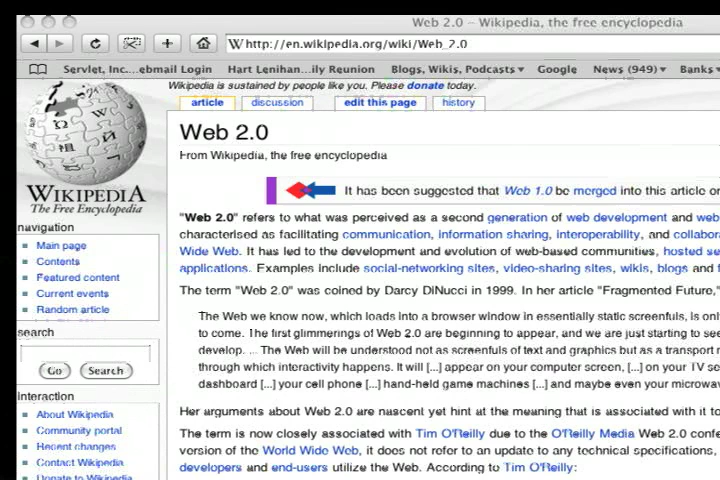 Web 2.0 – Wikipedia, the free encyclopedia
http://en.wikipedia.org/wiki/Web_2.0
Servlet, Inc....ebmail Login Hart Lenihan...ily Reunion Blogs, Wikis, Podcasts Google News (949) Banks
Wikipedia is sustained by people like you. Please donate today.
article discussion edit this page history
Web 2.0
From Wikipedia, the free encyclopedia
It has been suggested that Web 1.0 be merged into this article or
WIKIPEDIA
The Free Encyclopedia
navigation
Main page
Contents
Featured content
Current events
Random article
search
Go Search
interaction
About Wikipedia
Community portal
Recent changes
Contact Wikipedia
Donate to Wikipedia
"Web 2.0" refers to what was perceived as a second generation of web development and web
characterised as facilitating communication, information sharing, interoperability, and collabora
Wide Web. It has led to the development and evolution of web-based communities, hosted se
applications. Examples include social-networking sites, video-sharing sites, wikis, blogs and f
The term "Web 2.0" was coined by Darcy DiNucci in 1999. In her article "Fragmented Future,"
The Web we know now, which loads into a browser window in essentially static screenfuls, is onl
to come. The first glimmerings of Web 2.0 are beginning to appear, and we are just starting to see
develop. ... The Web will be understood not as screenfuls of text and graphics but as a transport m
through which interactivity happens. It will [...] appear on your computer screen, [...] on your TV se
dashboard [...] your cell phone [...] hand-held game machines [...] and maybe even your microwa
Her arguments about Web 2.0 are nascent yet hint at the meaning that is associated with it to
The term is now closely associated with Tim O'Reilly due to the O'Reilly Media Web 2.0 confe
version of the World Wide Web, it does not refer to an update to any technical specifications,
developers and end-users utilize the Web. According to Tim O'Reilly: